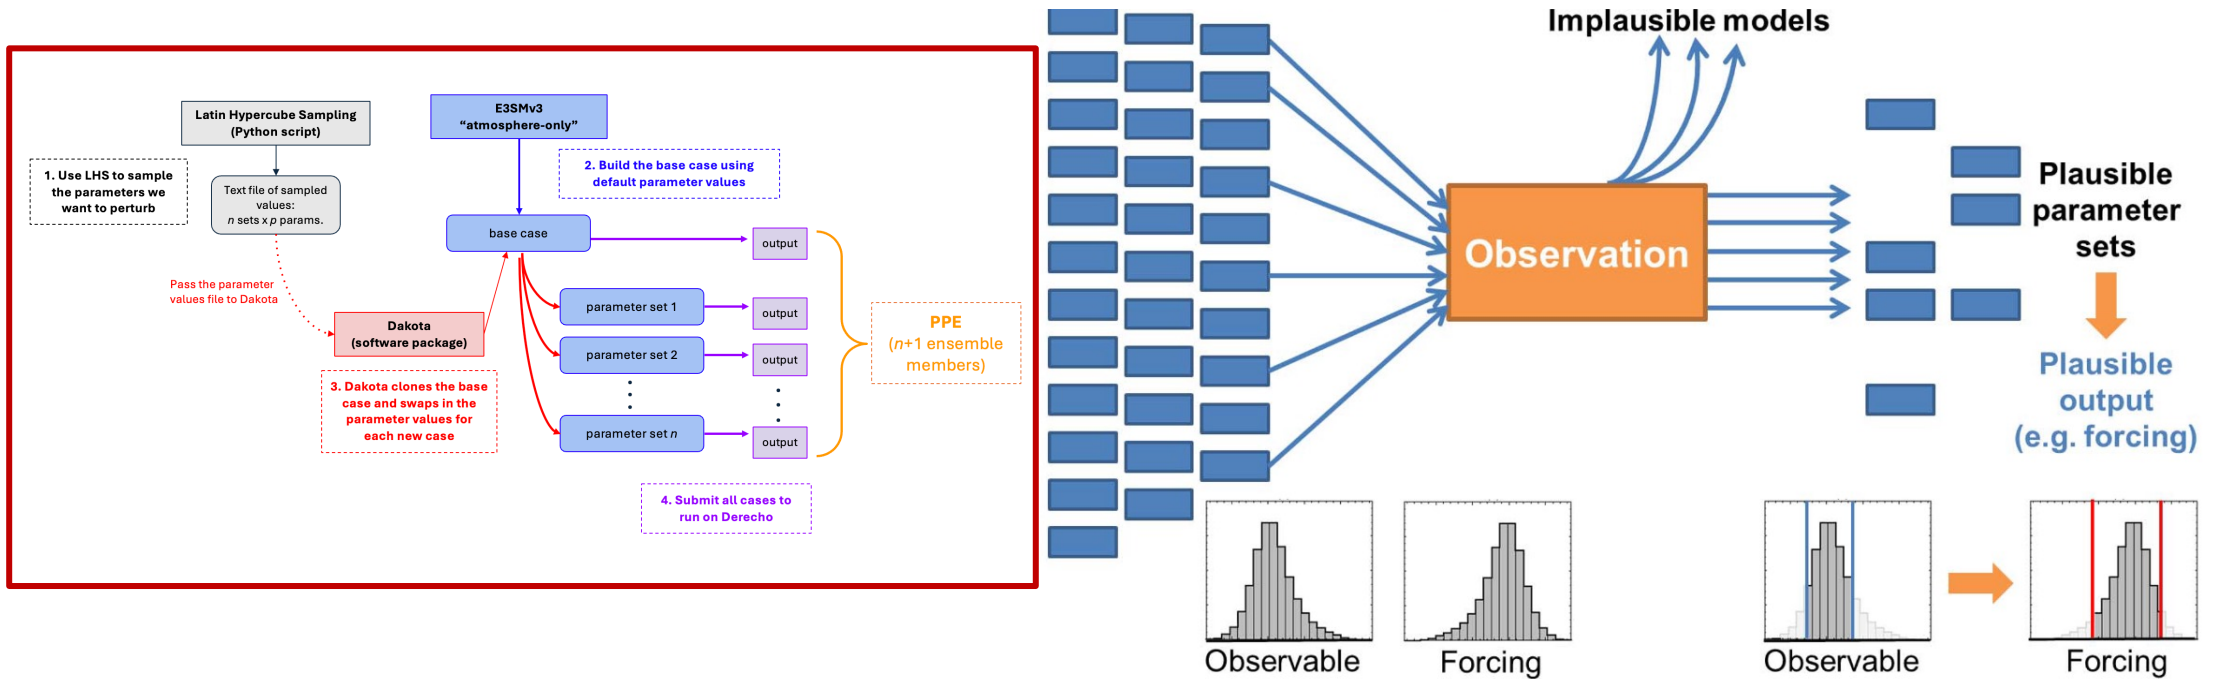 Latin Hypercube Sampling
(Python script)
1. Use LHS to sample
the parameters we
want to perturb
Text file of sampled
values:
n sets x p params.
Pass the parameter
values file to Dakota
Dakota
(software package)
3. Dakota clones the base
case and swaps in the
parameter values for
each new case
E3SMv3
“atmosphere-only”
2. Build the base case using
default parameter values
base case
output
parameter set 1
output
parameter set 2
output
parameter set n
output
4. Submit all cases to
run on Derecho
PPE
(n+1 ensemble
members)
Implausible models
Observation
Plausible
parameter
sets
Plausible
output
(e.g. forcing)
Observable
Forcing
Observable
Forcing